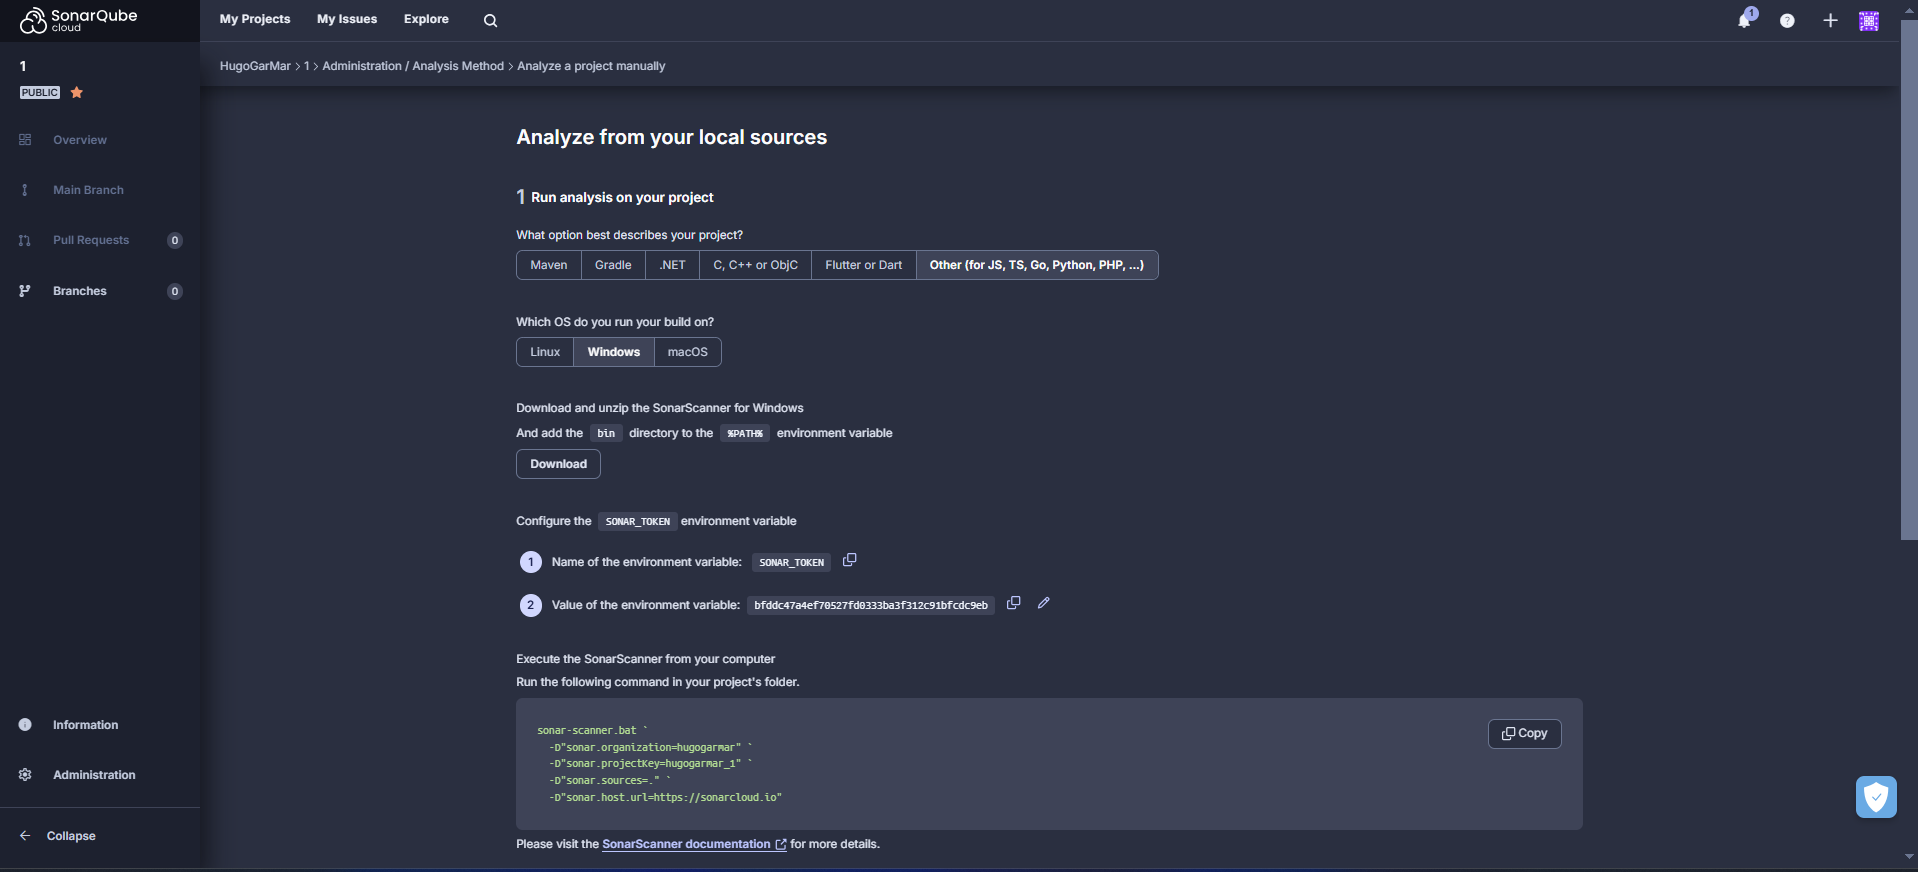 SonarQube cloud
My Projects
My Issues
Explore
1
?
HugoGarMar > 1 > Administration / Analysis Method > Analyze a project manually
1
PUBLIC
Overview
Main Branch
Pull Requests 0
Branches 0
Information
Administration
Collapse
Analyze from your local sources
1 Run analysis on your project
What option best describes your project?
Maven
Gradle
.NET
C, C++ or ObjC
Flutter or Dart
Other (for JS, TS, Go, Python, PHP, ...)
Which OS do you run your build on?
Linux
Windows
macOS
Download and unzip the SonarScanner for Windows
And add the bin directory to the %PATH% environment variable
Download
Configure the SONAR_TOKEN environment variable
1 Name of the environment variable: SONAR_TOKEN
2 Value of the environment variable: bfddc47a4ef70527fd0333ba3f312c91bfcdc9eb
Execute the SonarScanner from your computer
Run the following command in your project's folder.
sonar-scanner.bat `
-D"sonar.organization=hugogarmar" `
-D"sonar.projectKey=hugogarmar_1" `
-D"sonar.sources=." `
-D"sonar.host.url=https://sonarcloud.io"
Copy
Please visit the SonarScanner documentation for more details.